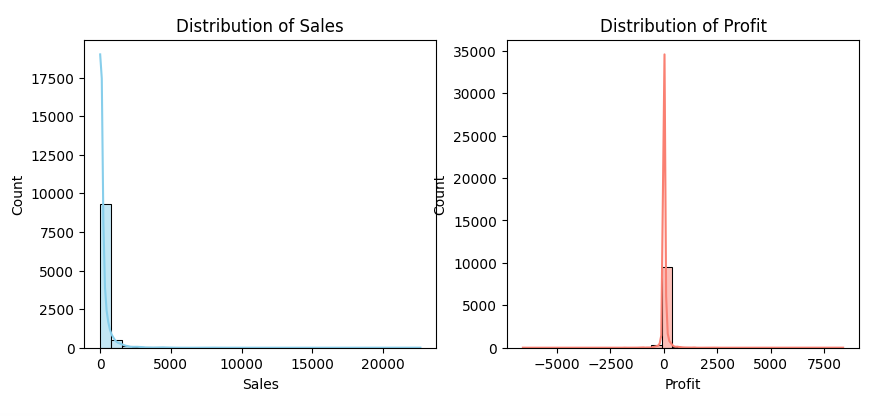 Distribution of Sales
17500
15000
12500
10000
7500
5000
2500
0
Count
0 5000 10000 15000 20000
Sales
Distribution of Profit
35000
30000
25000
20000
15000
10000
5000
0
Count
−5000 −2500 0 2500 5000 7500
Profit